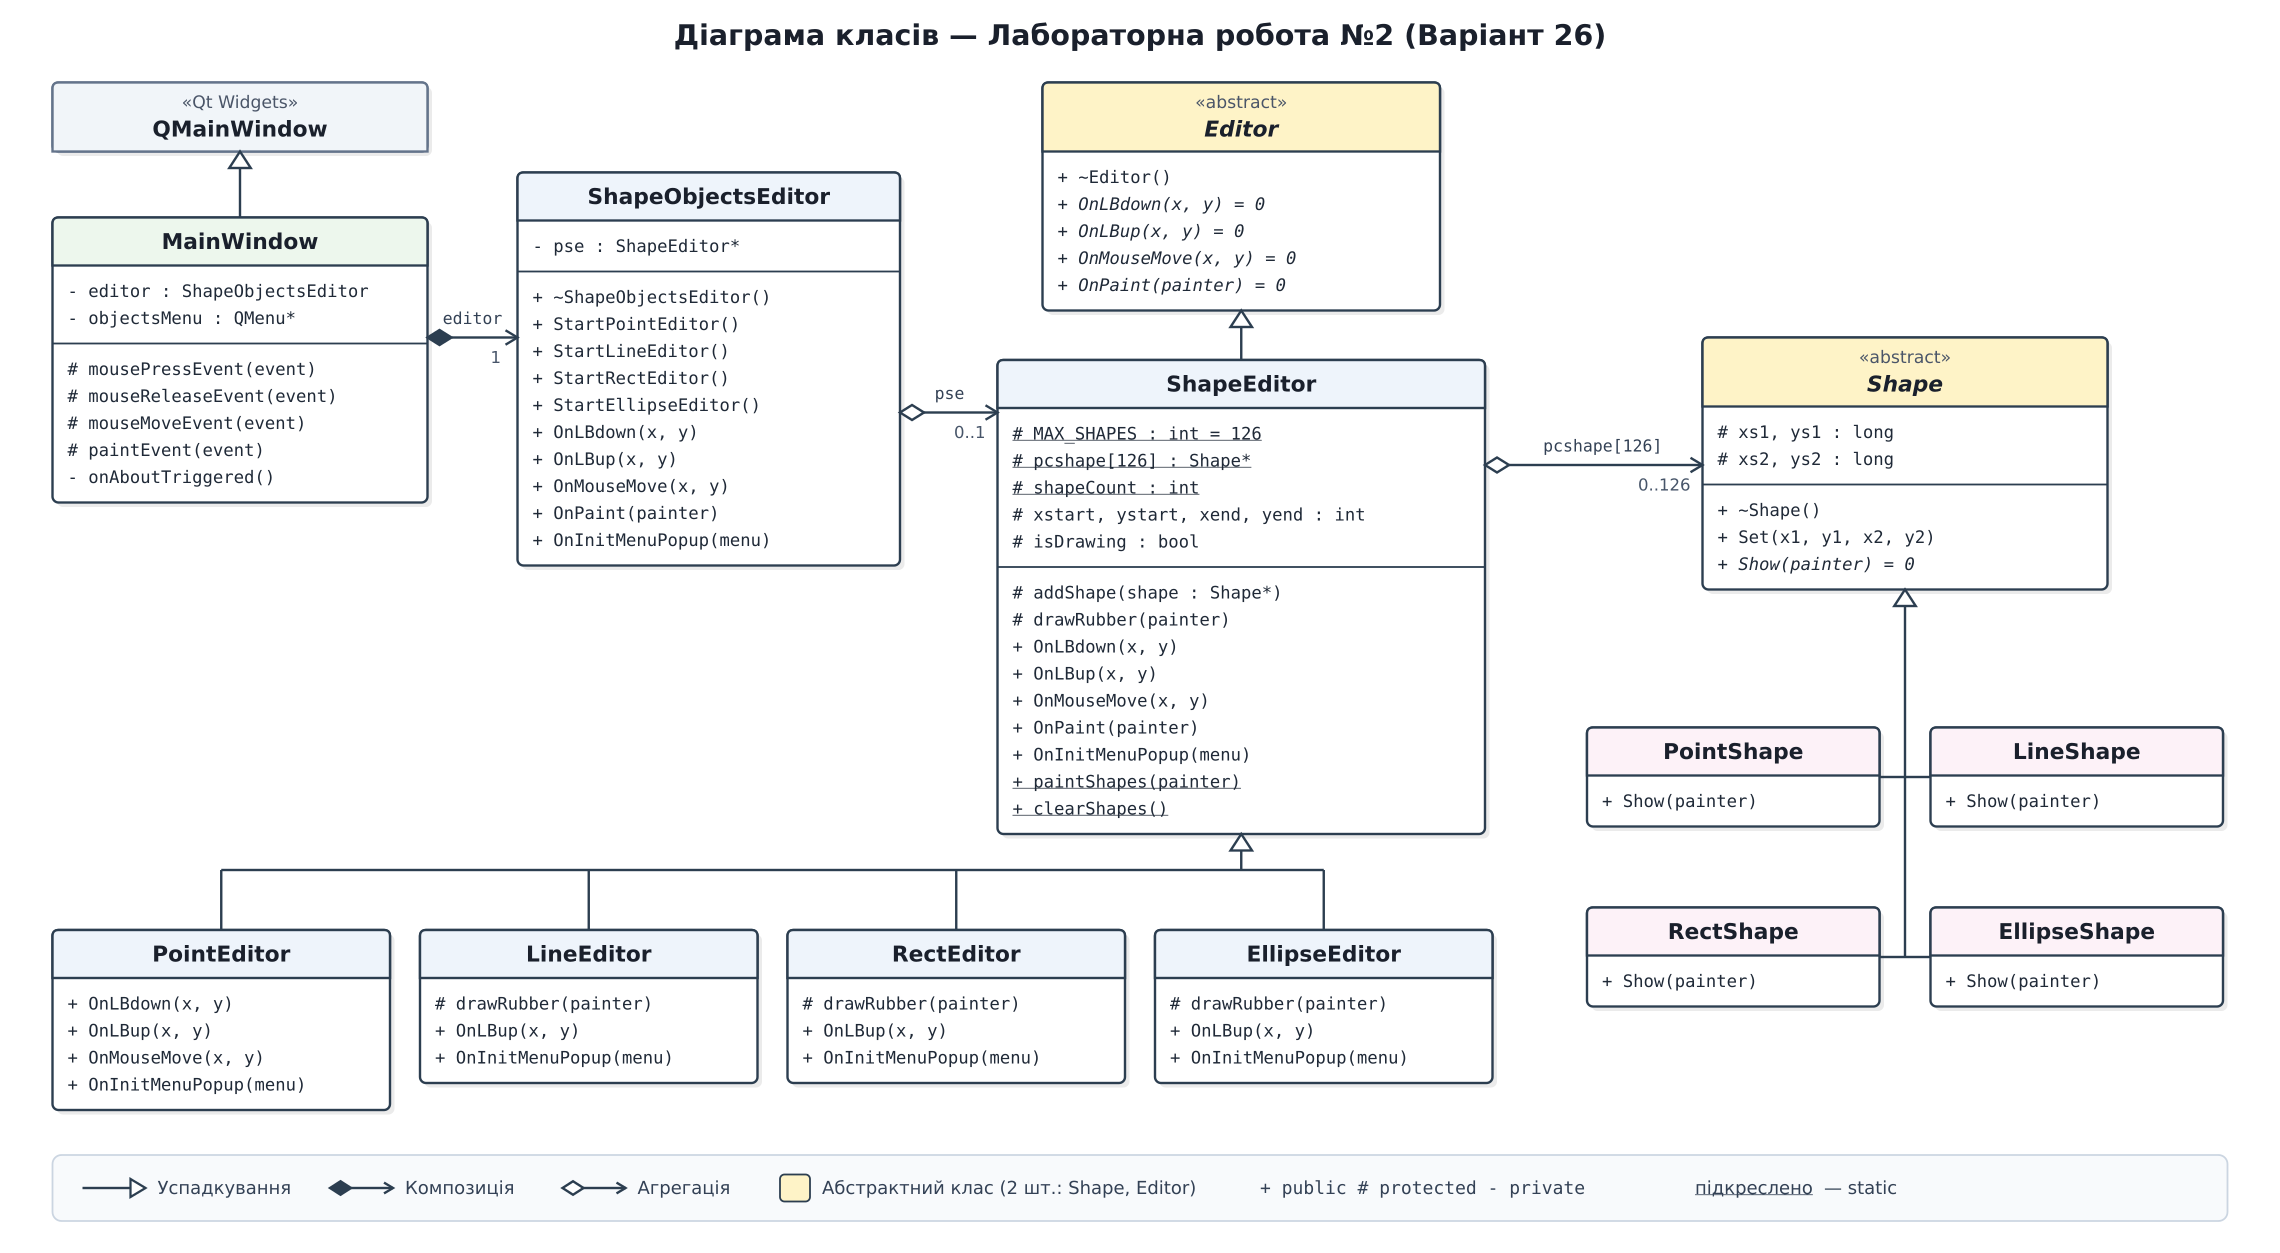 Діаграма класів — Лабораторна робота №2 (Варіант 26)
«Qt Widgets»
QMainWindow
MainWindow
- editor : ShapeObjectsEditor
- objectsMenu : QMenu*
# mousePressEvent(event)
# mouseReleaseEvent(event)
# mouseMoveEvent(event)
# paintEvent(event)
- onAboutTriggered()
editor
1
ShapeObjectsEditor
- pse : ShapeEditor*
+ ~ShapeObjectsEditor()
+ StartPointEditor()
+ StartLineEditor()
+ StartRectEditor()
+ StartEllipseEditor()
+ OnLBdown(x, y)
+ OnLBup(x, y)
+ OnMouseMove(x, y)
+ OnPaint(painter)
+ OnInitMenuPopup(menu)
pse
0..1
«abstract»
Editor
+ ~Editor()
+ OnLBdown(x, y) = 0
+ OnLBup(x, y) = 0
+ OnMouseMove(x, y) = 0
+ OnPaint(painter) = 0
ShapeEditor
# MAX_SHAPES : int = 126
# pcshape[126] : Shape*
# shapeCount : int
# xstart, ystart, xend, yend : int
# isDrawing : bool
# addShape(shape : Shape*)
# drawRubber(painter)
+ OnLBdown(x, y)
+ OnLBup(x, y)
+ OnMouseMove(x, y)
+ OnPaint(painter)
+ OnInitMenuPopup(menu)
+ paintShapes(painter)
+ clearShapes()
pcshape[126]
0..126
«abstract»
Shape
# xs1, ys1 : long
# xs2, ys2 : long
+ ~Shape()
+ Set(x1, y1, x2, y2)
+ Show(painter) = 0
PointShape
+ Show(painter)
LineShape
+ Show(painter)
RectShape
+ Show(painter)
EllipseShape
+ Show(painter)
PointEditor
+ OnLBdown(x, y)
+ OnLBup(x, y)
+ OnMouseMove(x, y)
+ OnInitMenuPopup(menu)
LineEditor
# drawRubber(painter)
+ OnLBup(x, y)
+ OnInitMenuPopup(menu)
RectEditor
# drawRubber(painter)
+ OnLBup(x, y)
+ OnInitMenuPopup(menu)
EllipseEditor
# drawRubber(painter)
+ OnLBup(x, y)
+ OnInitMenuPopup(menu)
Успадкування
Композиція
Агрегація
Абстрактний клас (2 шт.: Shape, Editor)
+ public # protected - private
підкреслено — static